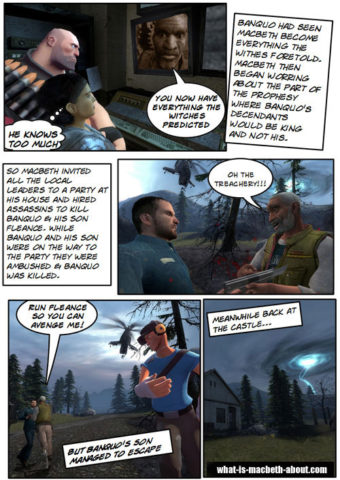 BANQUO HAD SEEN
MACBETH BECOME
EVERYTHING THE
WITHES FORETOLD.
MACBETH THEN
BEGAN WORRING
ABOUT THE PART OF
THE PROPHESY
WHERE BANQUO'S
DECENDANTS
WOULD BE KING
AND NOT HIS.
YOU NOW HAVE
EVERYTHING THE
WITCHES
PREDICTED
HE KNOWS
TOO MUCH
SO MACBETH INVITED
ALL THE LOCAL
LEADERS TO A PARTY AT
HIS HOUSE AND HIRED
ASSASSINS TO KILL
BANQUO & HIS SON
FLEANCE. WHILE
BANQUO AND HIS SON
WERE ON THE WAY TO
THE PARTY THEY WERE
AMBUSHED & BANQUO
WAS KILLED.
OH THE
TREACHERY!!!
RUN FLEANCE
SO YOU CAN
AVENGE ME!
BUT BANQUO'S SON
MANAGED TO ESCAPE
MEANWHILE BACK AT
THE CASTLE...
what-is-macbeth-about.com